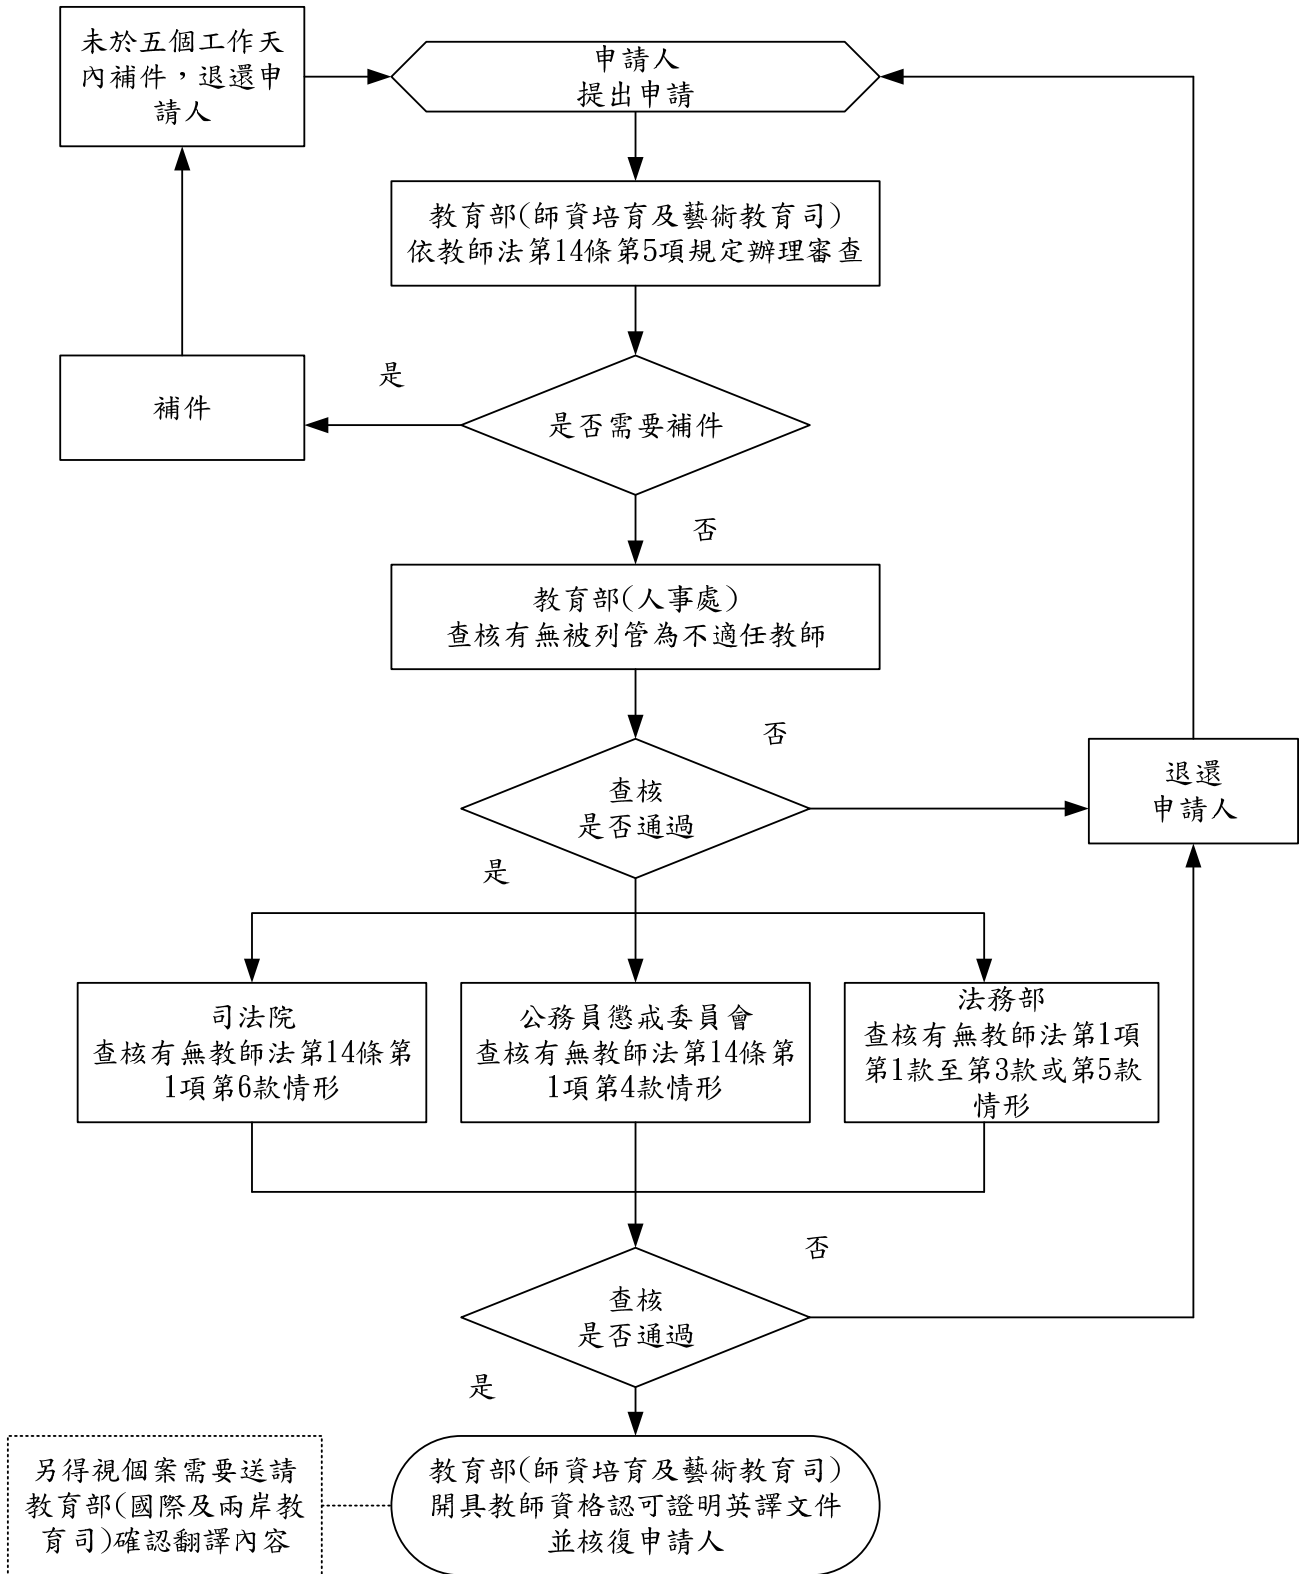 未於五個工作天
內補件，退還申
請人
申請人
提出申請
教育部(師資培育及藝術教育司)
依教師法第14條第5項規定辦理審查
是
補件
是否需要補件
否
教育部(人事處)
查核有無被列管為不適任教師
否
查核
是否通過
退還
申請人
是
司法院
查核有無教師法第14條第
1項第6款情形
公務員懲戒委員會
查核有無教師法第14條第
1項第4款情形
法務部
查核有無教師法第1項
第1款至第3款或第5款
情形
否
查核
是否通過
是
另得視個案需要送請
教育部(國際及兩岸教
育司)確認翻譯內容
教育部(師資培育及藝術教育司)
開具教師資格認可證明英譯文件
並核復申請人